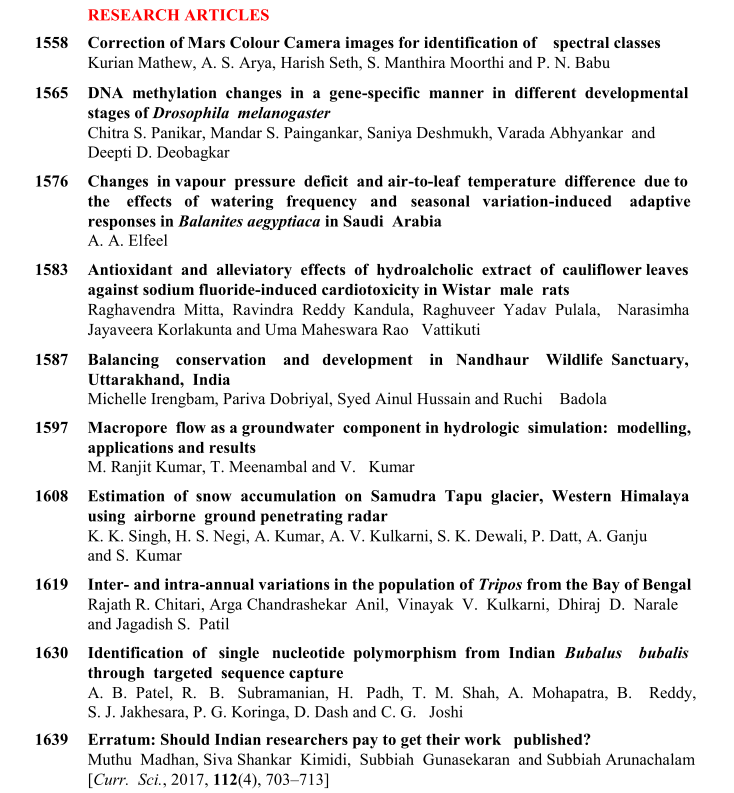 RESEARCH ARTICLES
1558 Correction of Mars Colour Camera images for identification of spectral classes
Kurian Mathew, A. S. Arya, Harish Seth, S. Manthira Moorthi and P. N. Babu
1565 DNA methylation changes in a gene-specific manner in different developmental
stages of Drosophila melanogaster
Chitra S. Panikar, Mandar S. Paingankar, Saniya Deshmukh, Varada Abhyankar and
Deepti D. Deobagkar
1576 Changes in vapour pressure deficit and air-to-leaf temperature difference due to
the effects of watering frequency and seasonal variation-induced adaptive
responses in Balanites aegyptiaca in Saudi Arabia
A. A. Elfeel
1583 Antioxidant and alleviatory effects of hydroalcholic extract of cauliflower leaves
against sodium fluoride-induced cardiotoxicity in Wistar male rats
Raghavendra Mitta, Ravindra Reddy Kandula, Raghuveer Yadav Pulala, Narasimha
Jayaveera Korlakunta and Uma Maheswara Rao Vattikuti
1587 Balancing conservation and development in Nandhaur Wildlife Sanctuary,
Uttarakhand, India
Michelle Irengbam, Pariva Dobriyal, Syed Ainul Hussain and Ruchi Badola
1597 Macropore flow as a groundwater component in hydrologic simulation: modelling,
applications and results
M. Ranjit Kumar, T. Meenambal and V. Kumar
1608 Estimation of snow accumulation on Samudra Tapu glacier, Western Himalaya
using airborne ground penetrating radar
K. K. Singh, H. S. Negi, A. Kumar, A. V. Kulkarni, S. K. Dewali, P. Datt, A. Ganju
and S. Kumar
1619 Inter- and intra-annual variations in the population of Tripos from the Bay of Bengal
Rajath R. Chitari, Arga Chandrashekar Anil, Vinayak V. Kulkarni, Dhiraj D. Narale
and Jagadish S. Patil
1630 Identification of single nucleotide polymorphism from Indian Bubalus bubalis
through targeted sequence capture
A. B. Patel, R. B. Subramanian, H. Padh, T. M. Shah, A. Mohapatra, B. Reddy,
S. J. Jakhesara, P. G. Koringa, D. Dash and C. G. Joshi
1639 Erratum: Should Indian researchers pay to get their work published?
Muthu Madhan, Siva Shankar Kimidi, Subbiah Gunasekaran and Subbiah Arunachalam
[Curr. Sci., 2017, 112(4), 703–713]